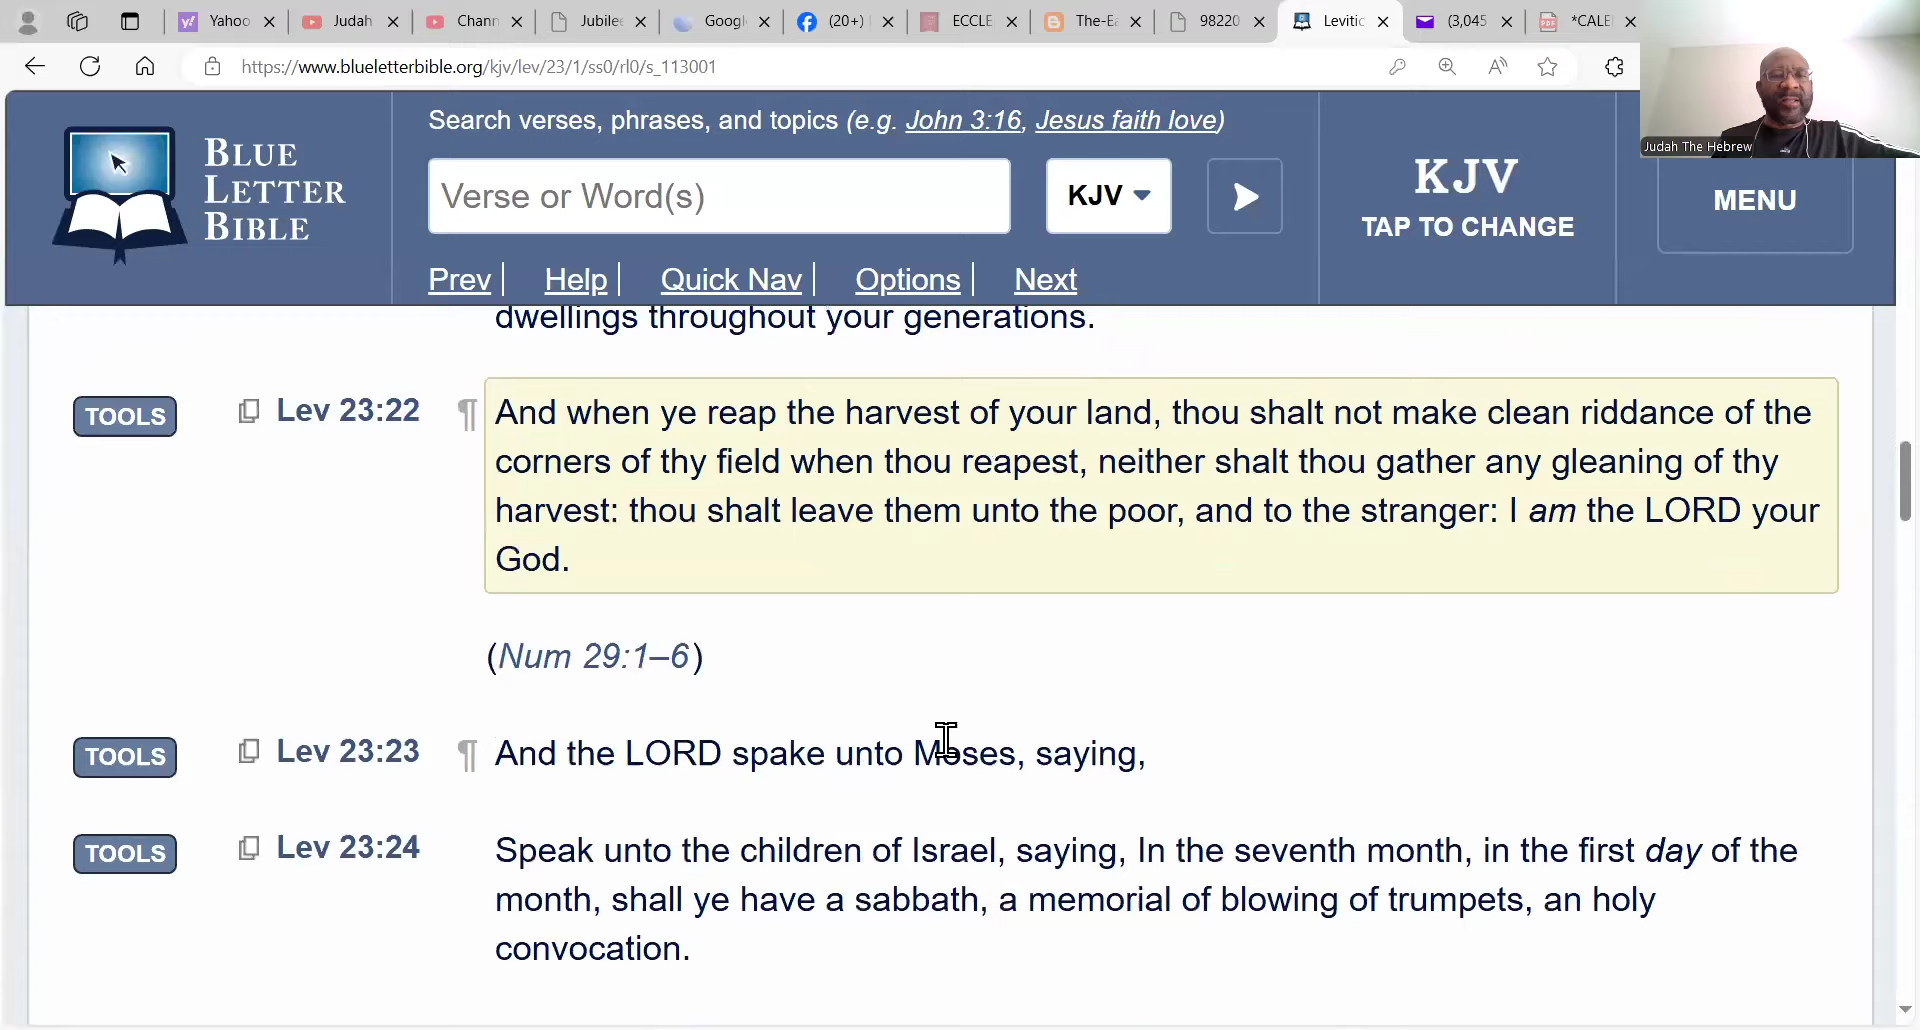 Yahoo
Judah
Chann
Jubilee
Googl
(20+)
ECCLE
The-Ea
98220
Levitic
(3,045
*CALE
https://www.blueletterbible.org/kjv/lev/23/1/ss0/rl0/s_113001
Judah The Hebrew
BLUE
LETTER
BIBLE
Search verses, phrases, and topics (e.g. John 3:16, Jesus faith love)
Verse or Word(s)
KJV
KJV
TAP TO CHANGE
MENU
Prev | Help | Quick Nav | Options | Next
dwellings throughout your generations.
TOOLS Lev 23:22 ¶ And when ye reap the harvest of your land, thou shalt not make clean riddance of the
corners of thy field when thou reapest, neither shalt thou gather any gleaning of thy
harvest: thou shalt leave them unto the poor, and to the stranger: I am the LORD your
God.
(Num 29:1–6)
TOOLS Lev 23:23 ¶ And the LORD spake unto Moses, saying,
TOOLS Lev 23:24 Speak unto the children of Israel, saying, In the seventh month, in the first day of the
month, shall ye have a sabbath, a memorial of blowing of trumpets, an holy
convocation.